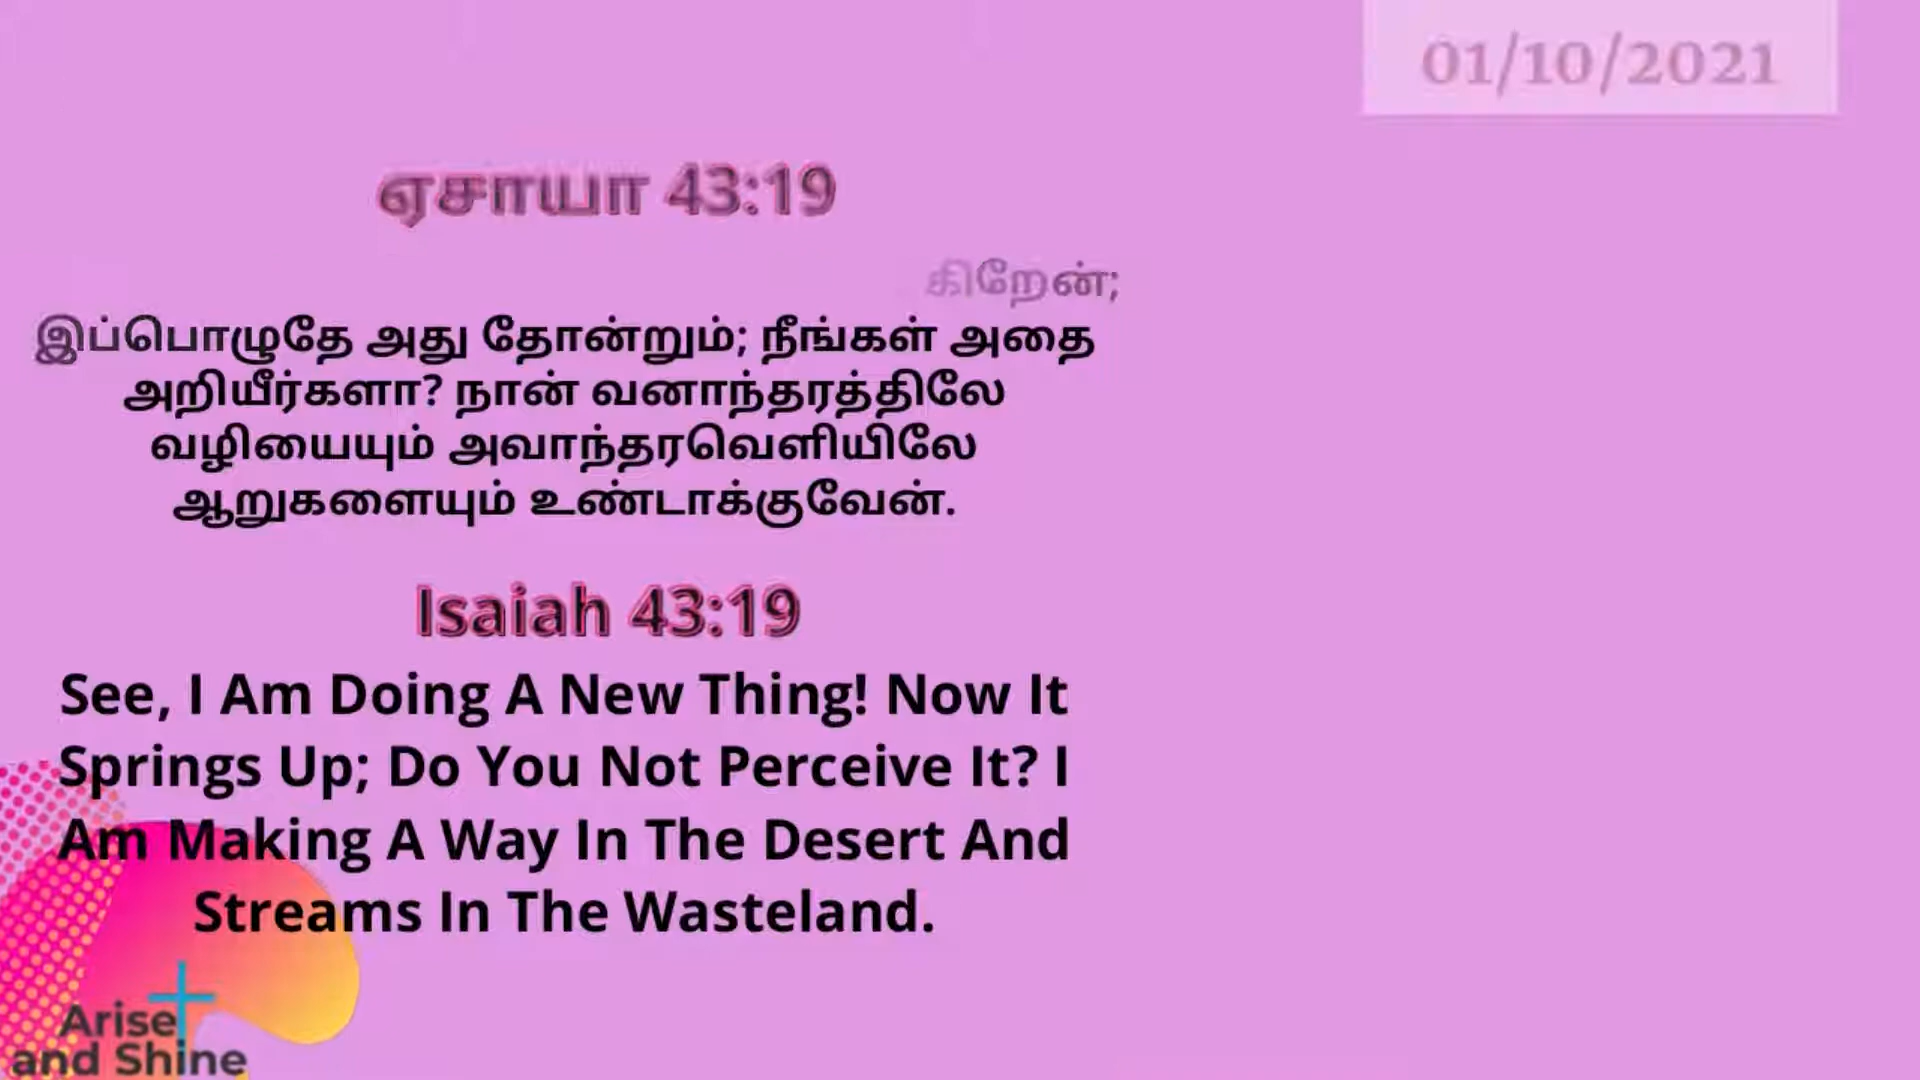 01/10/2021
ஏசாயா 43:19
கிறேன்;
இப்பொழுதே அது தோன்றும்; நீங்கள் அதை
அறியீர்களா? நான் வனாந்தரத்திலே
வழியையும் அவாந்தரவெளியிலே
ஆறுகளையும் உண்டாக்குவேன்.
Isaiah 43:19
See, I Am Doing A New Thing! Now It
Springs Up; Do You Not Perceive It? I
Am Making A Way In The Desert And
Streams In The Wasteland.
Arise
and Shine